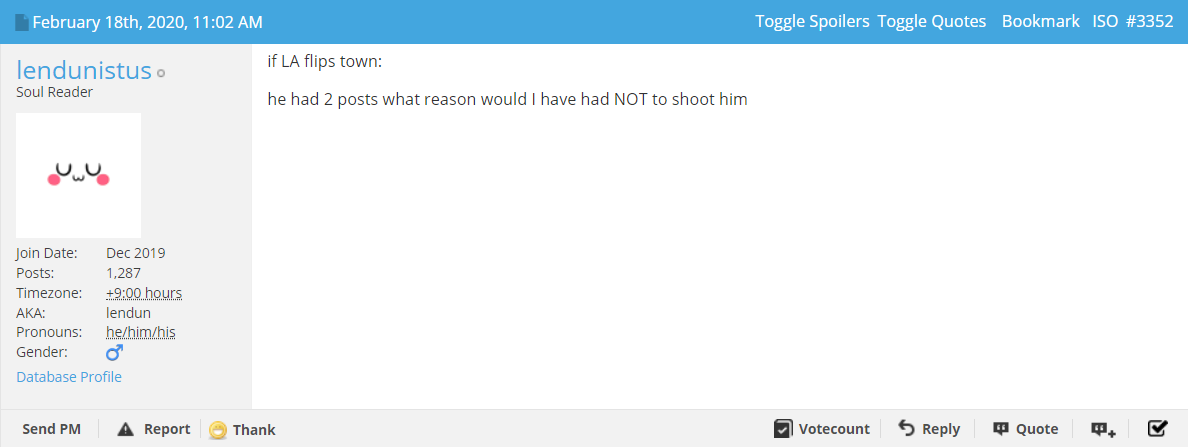 February 18th, 2020, 11:02 AM Toggle Spoilers Toggle Quotes Bookmark ISO #3352
lendunistus
Soul Reader
if LA flips town:
he had 2 posts what reason would I have had NOT to shoot him
Join Date: Dec 2019
Posts: 1,287
Timezone: +9:00 hours
AKA: lendun
Pronouns: he/him/his
Gender:
Database Profile
Send PM Report Thank Votecount Reply Quote